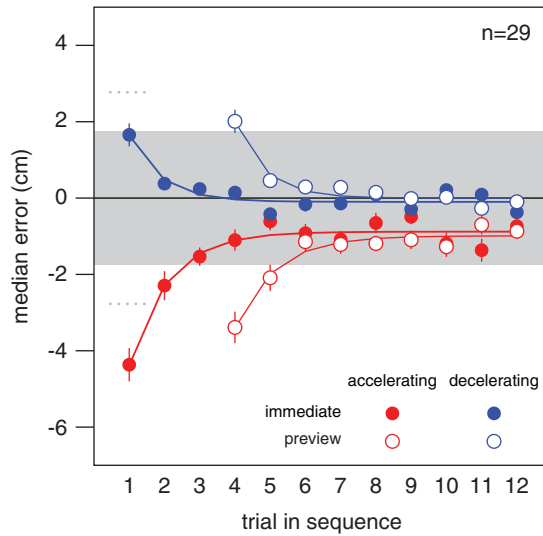 n=29
median error (cm)
4
2
0
-2
-4
-6
accelerating decelerating
immediate
preview
1 2 3 4 5 6 7 8 9 10 11 12
trial in sequence